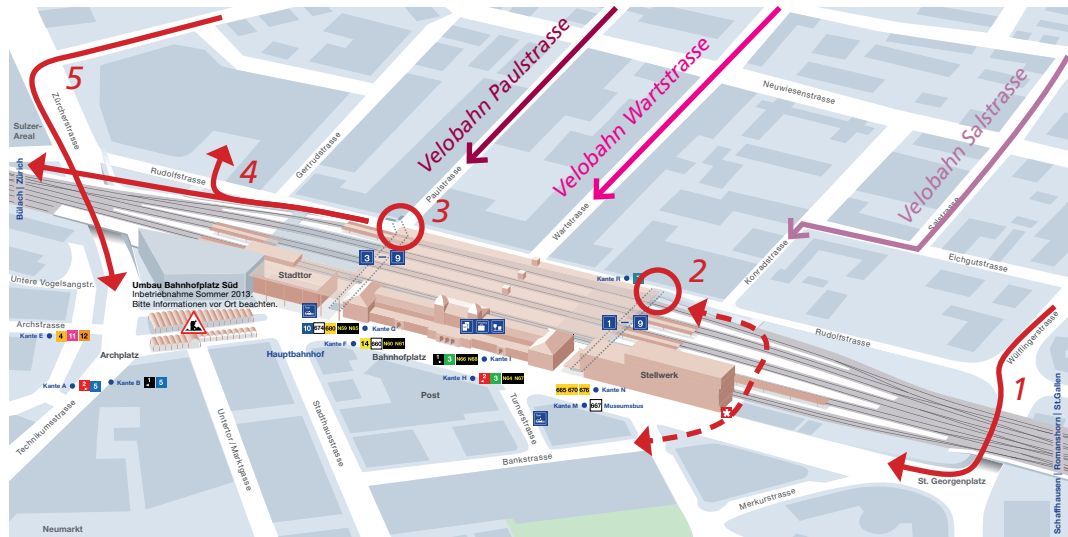 5
Zürcherstrasse
Sulzer-
Areal
Bülach | Zürich
Rudolfstrasse
4
Gertrudstrasse
Velobahn Paulstrasse
Paulstrasse
3
Velobahn Wartstrasse
Wartstrasse
Neuwiesenstrasse
Velobahn Salstrasse
Salstrasse
Konradstrasse
Eichgutstrasse
3 – 9
Stadttor
2
Kante R
1 – 9
Untere Vogelsangstr.
Umbau Bahnhofplatz Süd
Inbetriebnahme Sommer 2013.
Bitte Informationen vor Ort beachten.
Rudolfstrasse
Wülflingerstrasse
1
Archstrasse
Kante E 4 11 12
Archplatz
10 674 680 N59 N65 Kante G
Kante F 14 660 N60 N61
Hauptbahnhof
Bahnhofplatz
1 3 N66 N68 Kante I
Kante H 2 3 N64 N67
Kante A 2 5
Kante B 1 5
Stellwerk
665 670 676 Kante N
Kante M 667 Museumsbus
Post
Technikumstrasse
Untertor/Marktgasse
Stadthausstrasse
Turnerstrasse
Bankstrasse
Merkurstrasse
St. Georgenplatz
Schaffhausen | Romanshorn | St.Gallen
Neumarkt